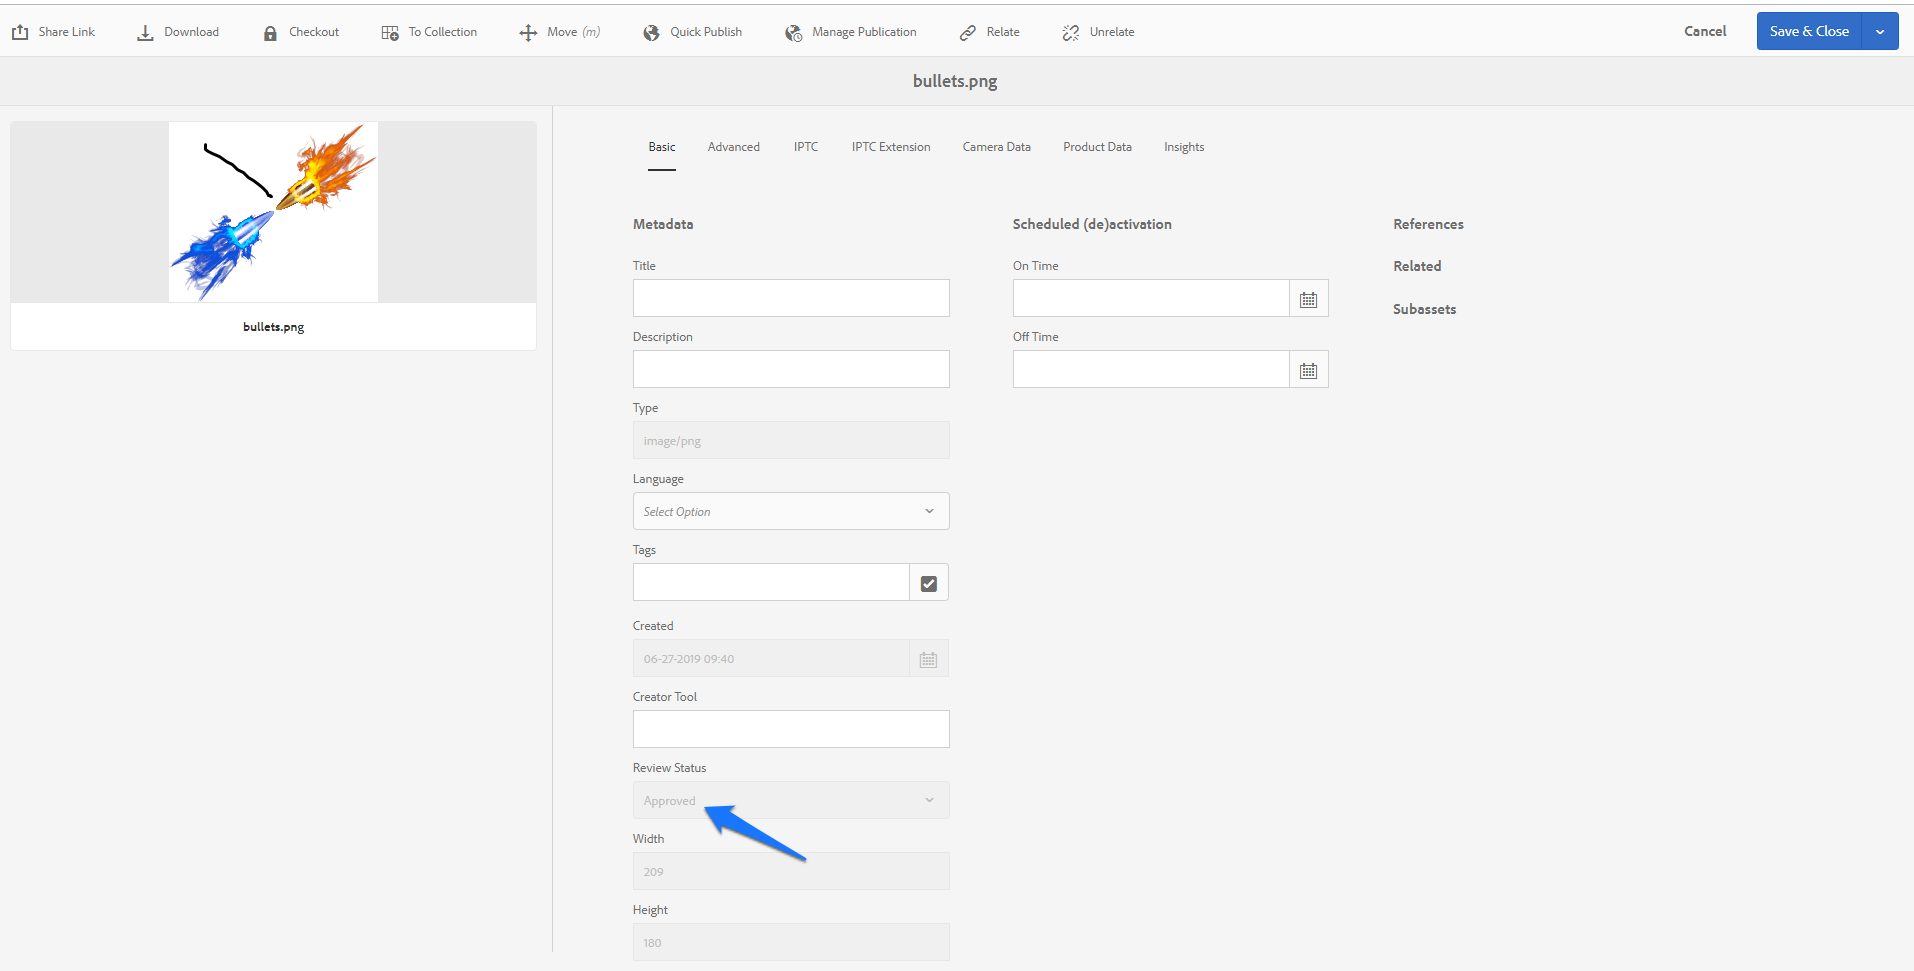 Share Link
Download
Checkout
To Collection
Move (m)
Quick Publish
Manage Publication
Relate
Unrelate
Cancel
Save & Close
bullets.png
bullets.png
Basic
Advanced
IPTC
IPTC Extension
Camera Data
Product Data
Insights
Metadata
Title
Description
Type
image/png
Language
Select Option
Tags
Created
06-27-2019 09:40
Creator Tool
Review Status
Approved
Width
209
Height
180
Scheduled (de)activation
On Time
Off Time
References
Related
Subassets